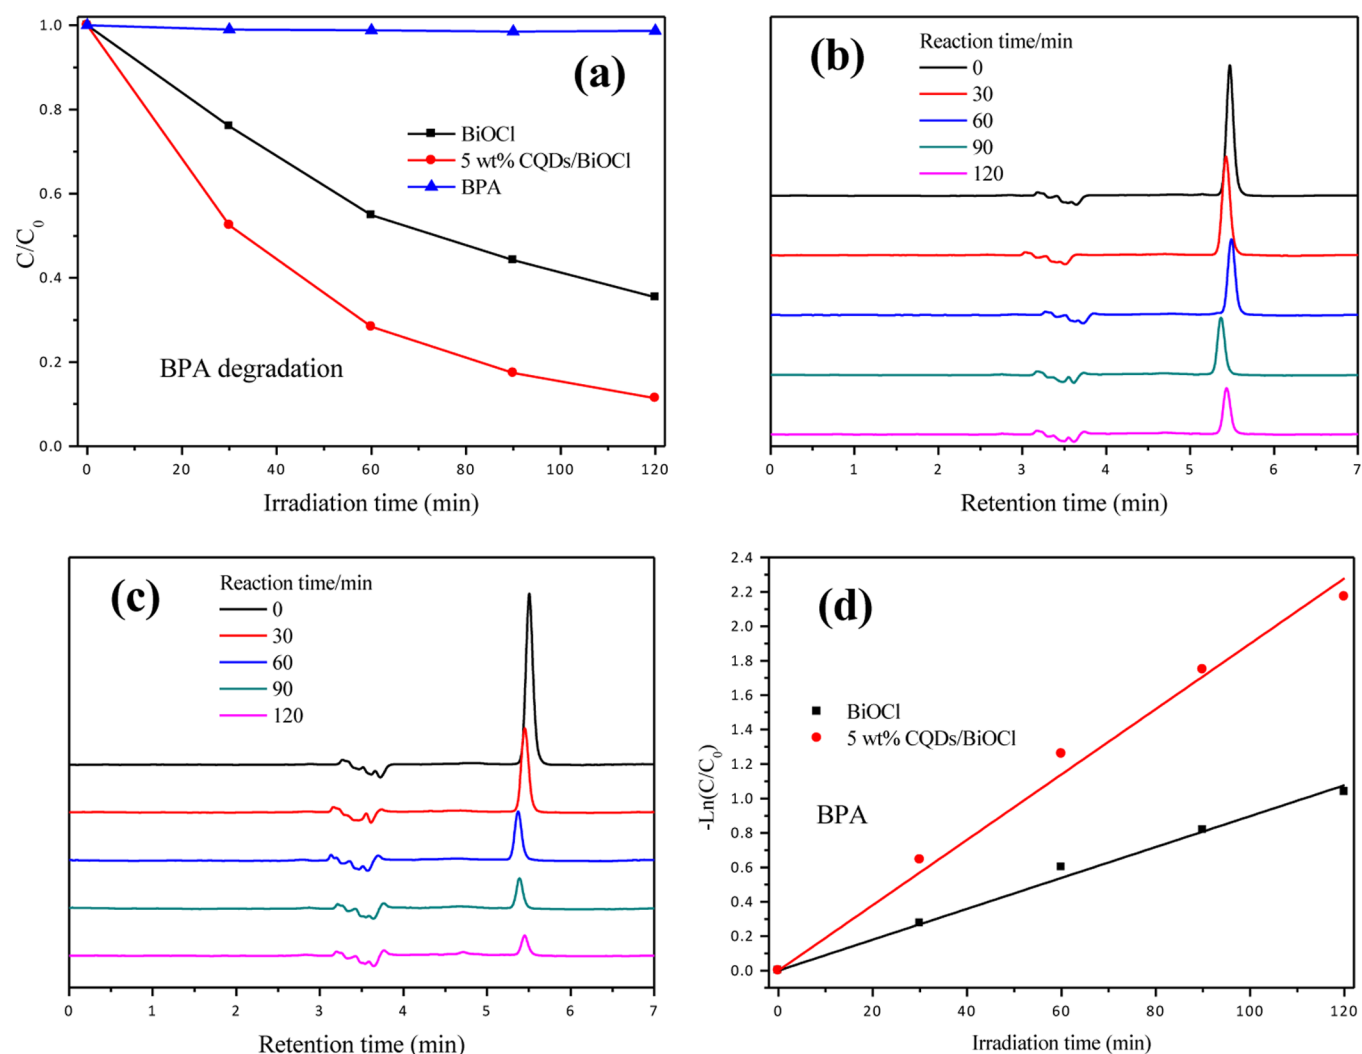 (a)
C/C0
1.0
0.8
0.6
0.4
0.2
0.0
BiOCl
5 wt% CQDs/BiOCl
BPA
BPA degradation
0 20 40 60 80 100 120
Irradiation time (min)
(b)
Reaction time/min
0
30
60
90
120
0 1 2 3 4 5 6 7
Retention time (min)
(c)
Reaction time/min
0
30
60
90
120
0 1 2 3 4 5 6 7
Retention time (min)
(d)
-Ln(C/C0)
2.4
2.2
2.0
1.8
1.6
1.4
1.2
1.0
0.8
0.6
0.4
0.2
0.0
BiOCl
5 wt% CQDs/BiOCl
BPA
0 20 40 60 80 100 120
Irradiation time (min)